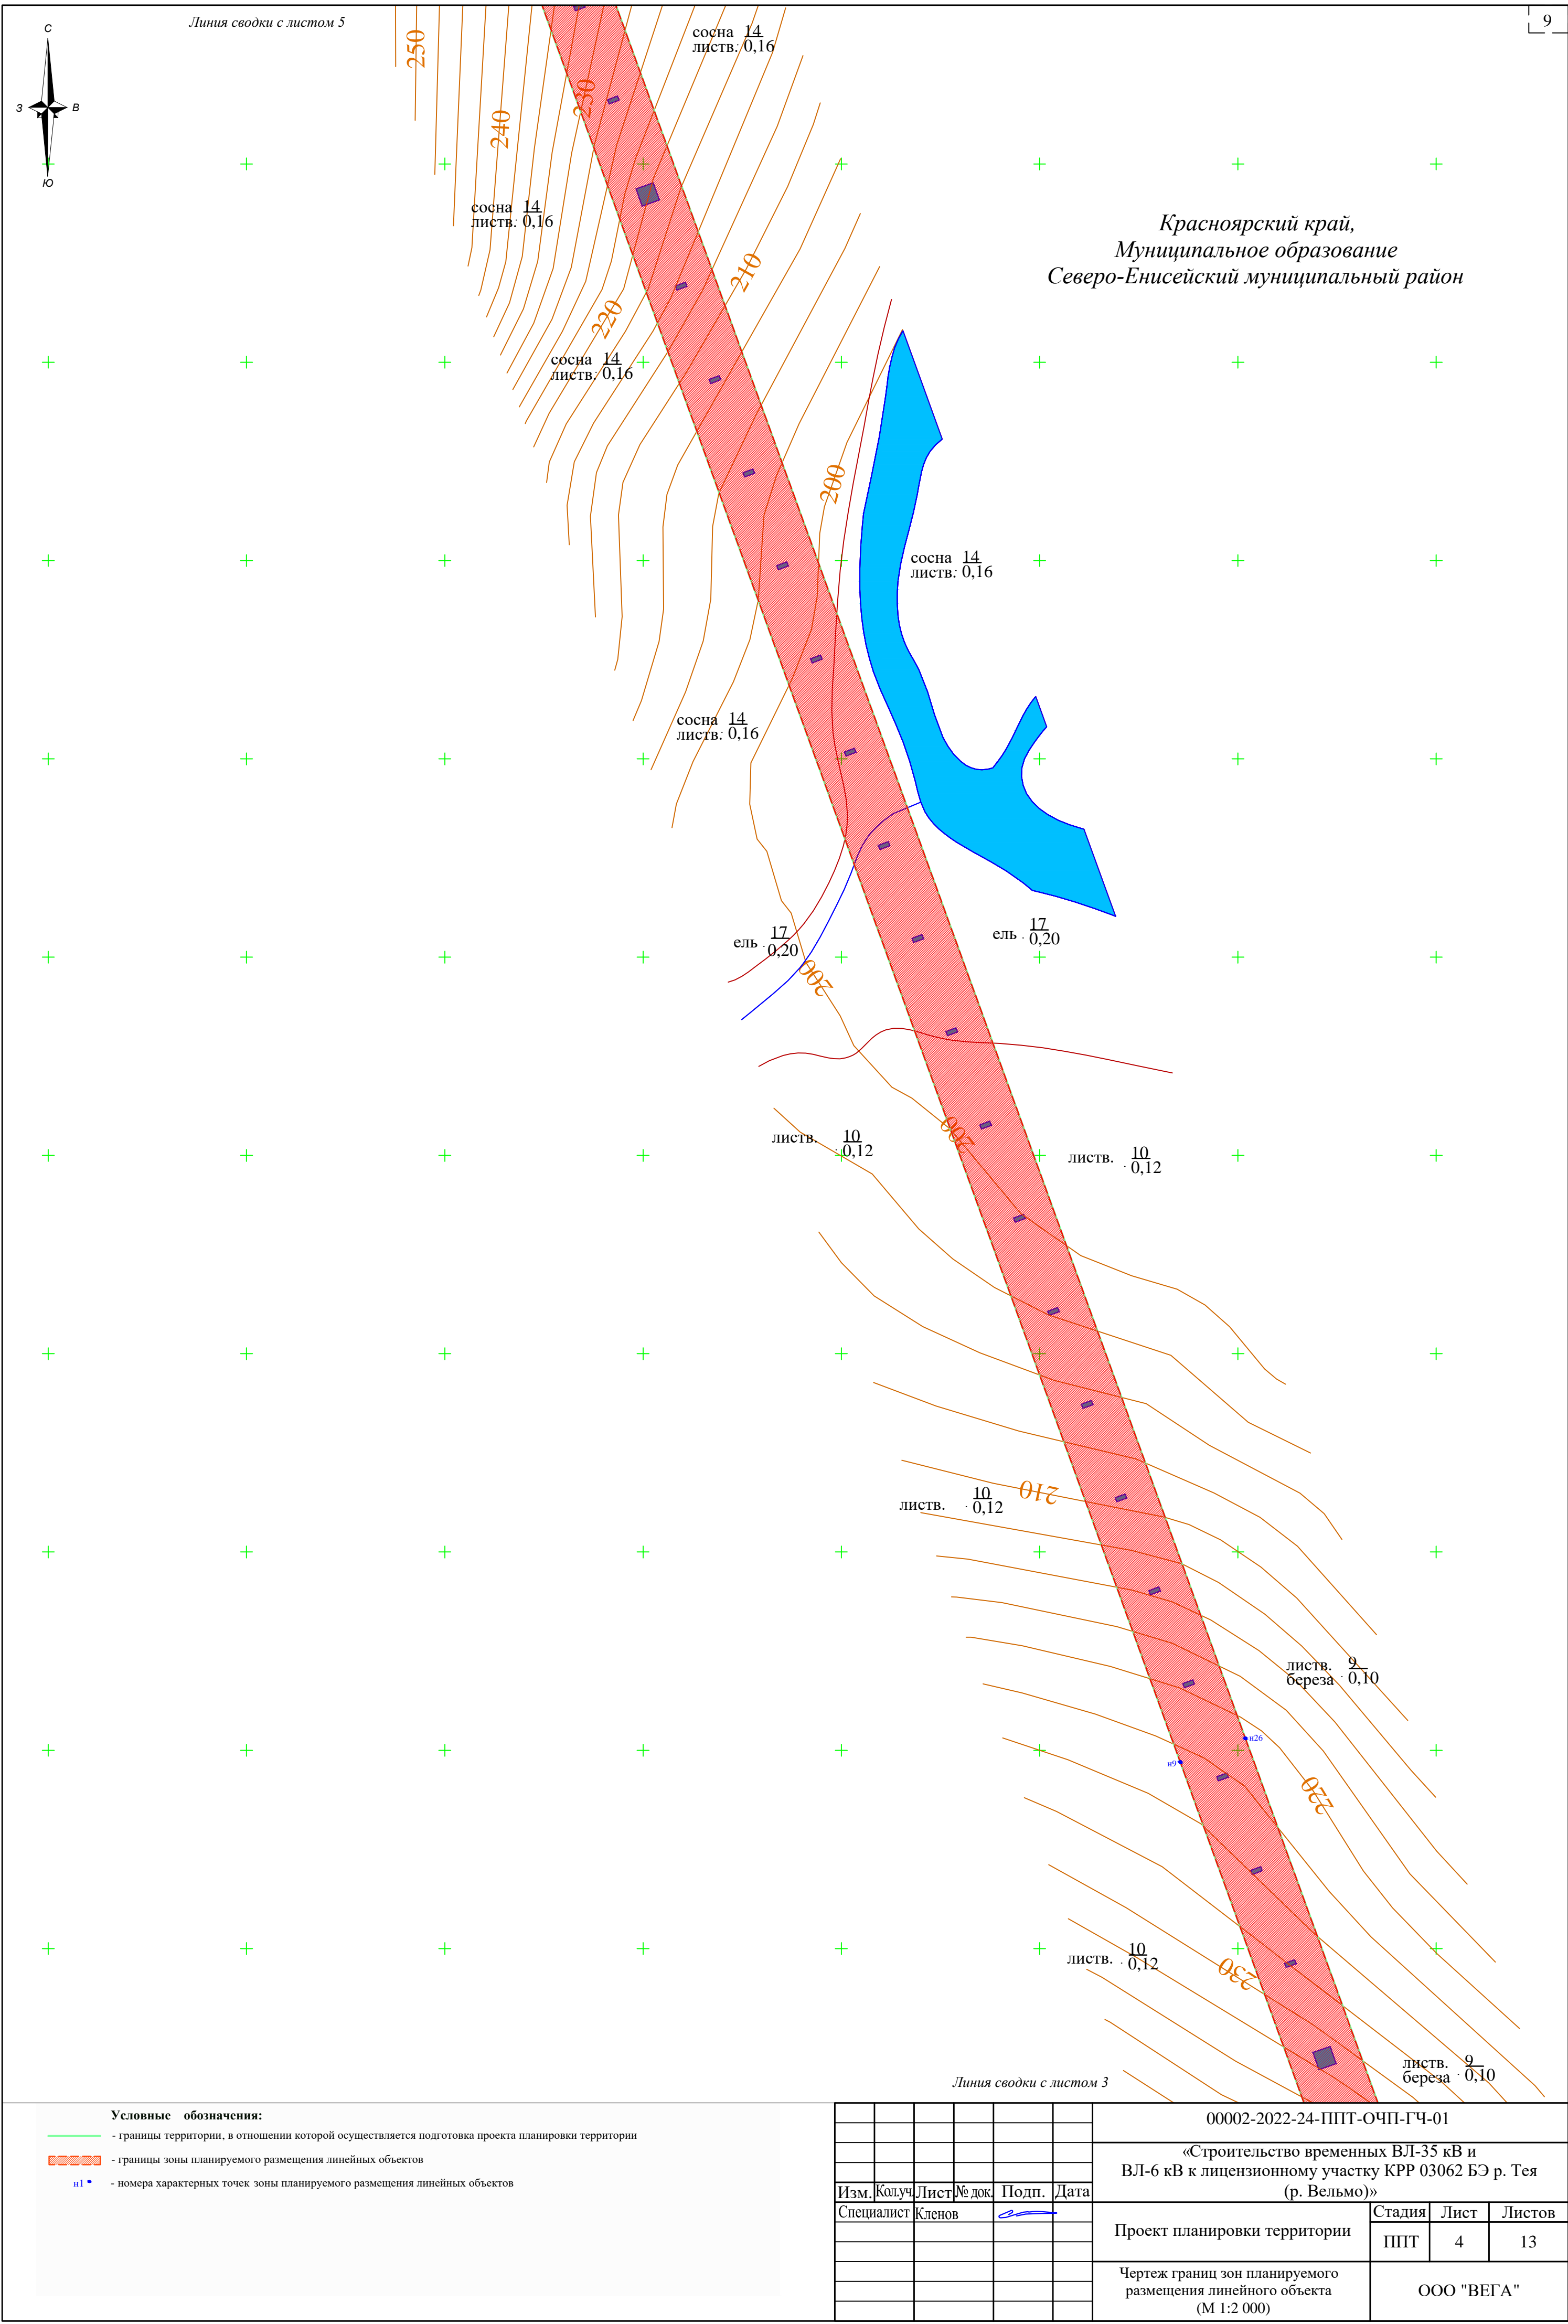 Линия сводки с листом 5
9
С
З
В
Ю
250
240
230
сосна 14
листв. 0,16
сосна 14
листв. 0,16
Красноярский край,
Муниципальное образование
Северо-Енисейский муниципальный район
210
220
сосна 14
листв. 0,16
200
сосна 14
листв. 0,16
сосна 14
листв. 0,16
ель 17
0,20
ель 17
0,20
200
200
листв. 10
0,12
листв. 10
0,12
листв. 10
0,12
210
листв. 9
береза 0,10
н26
н9
220
листв. 10
0,12
230
листв. 9
береза 0,10
Линия сводки с листом 3
Условные обозначения:
- границы территории, в отношении которой осуществляется подготовка проекта планировки территории
- границы зоны планируемого размещения линейных объектов
н1 - номера характерных точек зоны планируемого размещения линейных объектов
00002-2022-24-ППТ-ОЧП-ГЧ-01
«Строительство временных ВЛ-35 кВ и
ВЛ-6 кВ к лицензионному участку КРР 03062 БЭ р. Тея
(р. Вельмо)»
Изм. Кол.уч. Лист № док. Подп. Дата
Специалист Кленов
Проект планировки территории
Стадия Лист Листов
ППТ 4 13
Чертеж границ зон планируемого
размещения линейного объекта
(М 1:2 000)
ООО "ВЕГА"